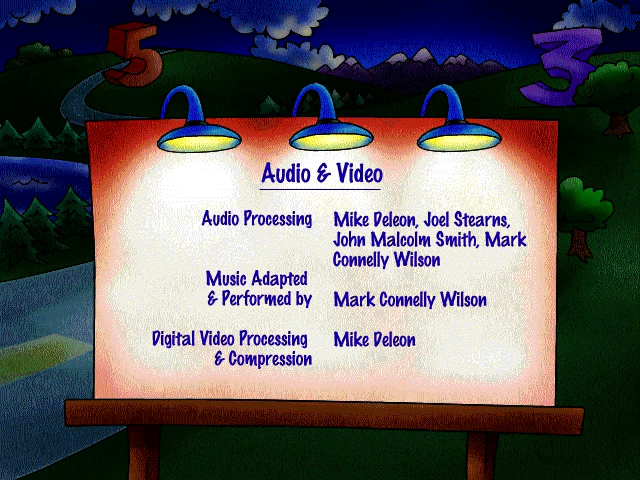 5
3
Audio & Video
Audio Processing Mike Deleon, Joel Stearns,
John Malcolm Smith, Mark
Connelly Wilson
Music Adapted
& Performed by Mark Connelly Wilson
Digital Video Processing Mike Deleon
& Compression